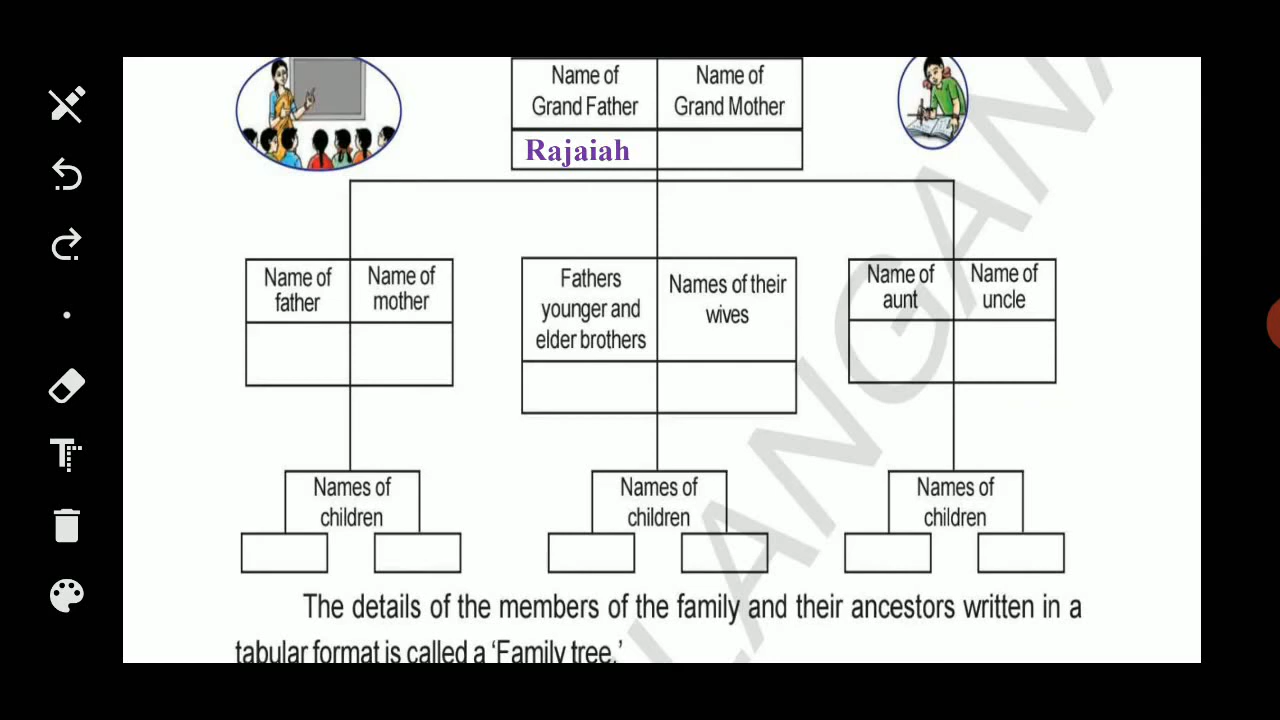 Name of
Grand Father
Name of
Grand Mother
Rajaiah
Name of
father
Name of
mother
Fathers
younger and
elder brothers
Names of their
wives
Name of
aunt
Name of
uncle
Names of
children
Names of
children
Names of
children
The details of the members of the family and their ancestors written in a
tabular format is called a ‘Family tree.’